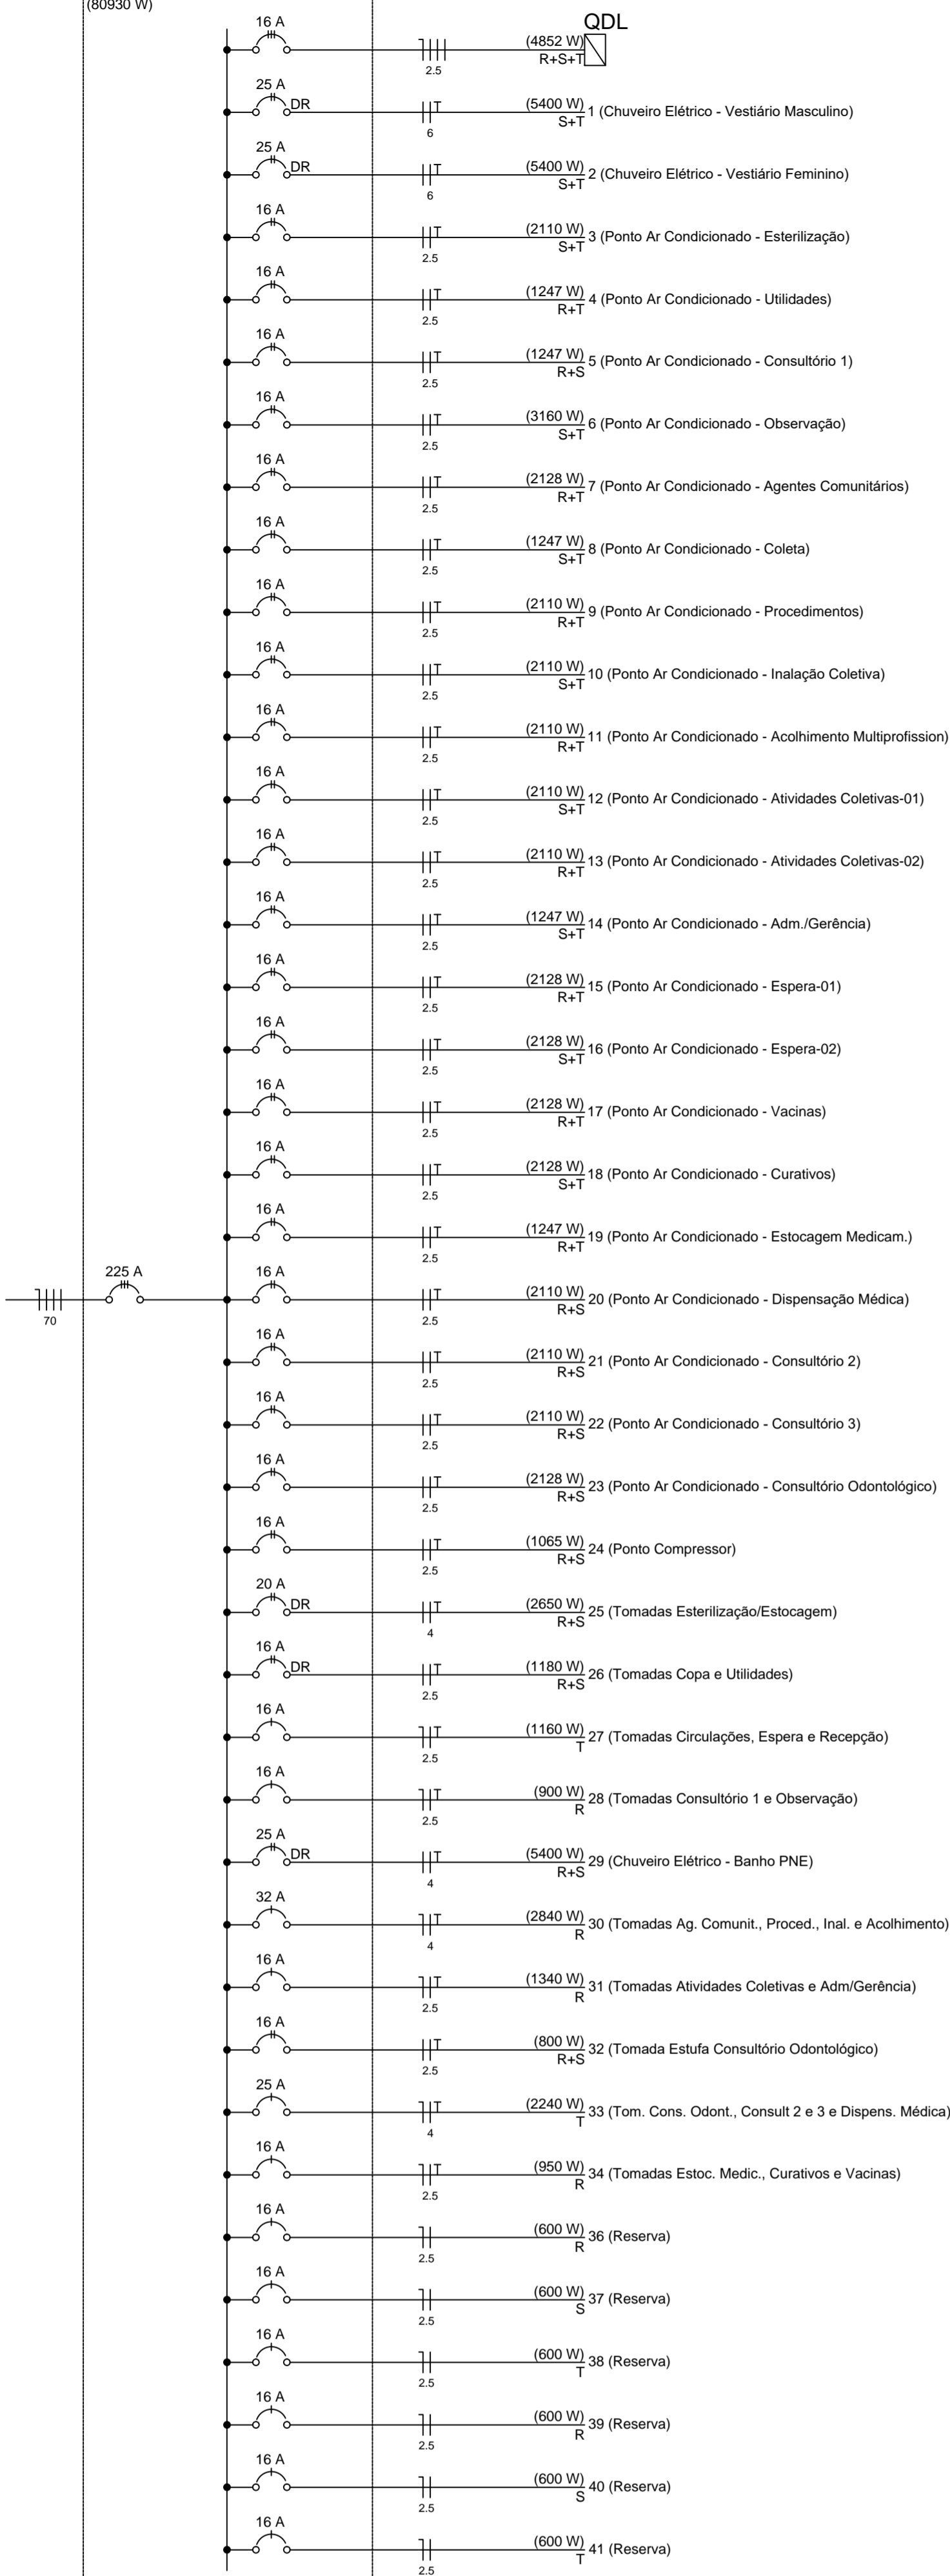 (80930 W)
16 A
QDL
(4852 W)
R+S+T
2.5
25 A
DR
(5400 W)
1 (Chuveiro Elétrico - Vestiário Masculino)
T
S+T
6
25 A
DR
(5400 W)
2 (Chuveiro Elétrico - Vestiário Feminino)
T
S+T
6
16 A
(2110 W)
3 (Ponto Ar Condicionado - Esterilização)
T
S+T
2.5
16 A
(1247 W)
4 (Ponto Ar Condicionado - Utilidades)
T
R+T
2.5
16 A
(1247 W)
5 (Ponto Ar Condicionado - Consultório 1)
T
R+S
2.5
16 A
(3160 W)
6 (Ponto Ar Condicionado - Observação)
T
S+T
2.5
16 A
(2128 W)
7 (Ponto Ar Condicionado - Agentes Comunitários)
T
R+T
2.5
16 A
(1247 W)
8 (Ponto Ar Condicionado - Coleta)
T
S+T
2.5
16 A
(2110 W)
9 (Ponto Ar Condicionado - Procedimentos)
T
R+T
2.5
16 A
(2110 W)
10 (Ponto Ar Condicionado - Inalação Coletiva)
T
S+T
2.5
16 A
(2110 W)
11 (Ponto Ar Condicionado - Acolhimento Multiprofission)
T
R+T
2.5
16 A
(2110 W)
12 (Ponto Ar Condicionado - Atividades Coletivas-01)
T
S+T
2.5
16 A
(2110 W)
13 (Ponto Ar Condicionado - Atividades Coletivas-02)
T
R+T
2.5
16 A
(1247 W)
14 (Ponto Ar Condicionado - Adm./Gerência)
T
S+T
2.5
16 A
(2128 W)
15 (Ponto Ar Condicionado - Espera-01)
T
R+T
2.5
16 A
(2128 W)
16 (Ponto Ar Condicionado - Espera-02)
T
S+T
2.5
16 A
(2128 W)
17 (Ponto Ar Condicionado - Vacinas)
T
R+T
2.5
16 A
(2128 W)
18 (Ponto Ar Condicionado - Curativos)
T
S+T
2.5
16 A
(1247 W)
19 (Ponto Ar Condicionado - Estocagem Medicam.)
T
R+T
2.5
225 A
70
16 A
(2110 W)
20 (Ponto Ar Condicionado - Dispensação Médica)
T
R+S
2.5
16 A
(2110 W)
21 (Ponto Ar Condicionado - Consultório 2)
T
R+S
2.5
16 A
(2110 W)
22 (Ponto Ar Condicionado - Consultório 3)
T
R+S
2.5
16 A
(2128 W)
23 (Ponto Ar Condicionado - Consultório Odontológico)
T
R+S
2.5
16 A
(1065 W)
24 (Ponto Compressor)
T
R+S
2.5
20 A
DR
(2650 W)
25 (Tomadas Esterilização/Estocagem)
T
R+S
4
16 A
DR
(1180 W)
26 (Tomadas Copa e Utilidades)
T
R+S
2.5
16 A
(1160 W)
27 (Tomadas Circulações, Espera e Recepção)
T
T
2.5
16 A
(900 W)
28 (Tomadas Consultório 1 e Observação)
T
R
2.5
25 A
DR
(5400 W)
29 (Chuveiro Elétrico - Banho PNE)
T
R+S
4
32 A
(2840 W)
30 (Tomadas Ag. Comunit., Proced., Inal. e Acolhimento)
T
R
4
16 A
(1340 W)
31 (Tomadas Atividades Coletivas e Adm/Gerência)
T
R
2.5
16 A
(800 W)
32 (Tomada Estufa Consultório Odontológico)
T
R+S
2.5
25 A
(2240 W)
33 (Tom. Cons. Odont., Consult 2 e 3 e Dispens. Médica)
T
T
4
16 A
(950 W)
34 (Tomadas Estoc. Medic., Curativos e Vacinas)
T
R
2.5
16 A
(600 W)
36 (Reserva)
R
2.5
16 A
(600 W)
37 (Reserva)
S
2.5
16 A
(600 W)
38 (Reserva)
T
2.5
16 A
(600 W)
39 (Reserva)
R
2.5
16 A
(600 W)
40 (Reserva)
S
2.5
16 A
(600 W)
41 (Reserva)
T
2.5